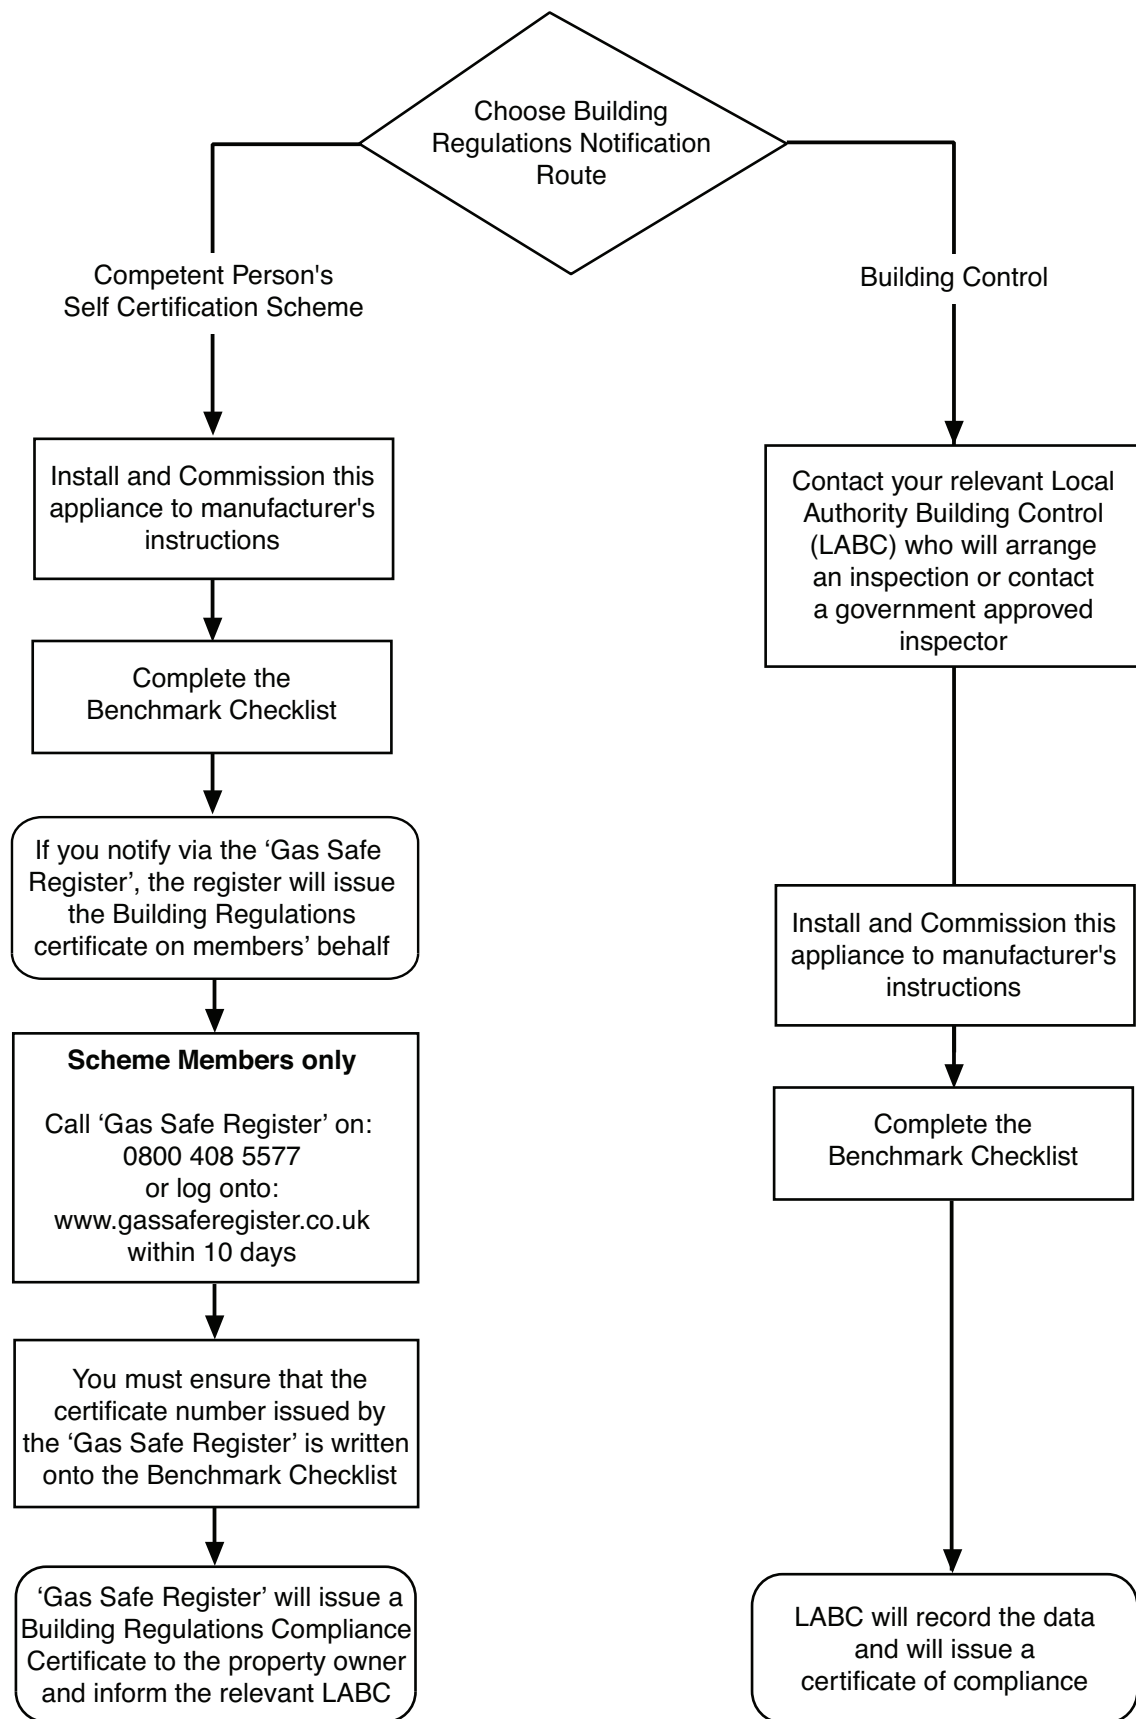 Choose Building
Regulations Notification
Route
Competent Person's
Self Certification Scheme
Install and Commission this
appliance to manufacturer's
instructions
Complete the
Benchmark Checklist
If you notify via the ‘Gas Safe
Register’, the register will issue
the Building Regulations
certificate on members’ behalf
Scheme Members only
Call ‘Gas Safe Register’ on:
0800 408 5577
or log onto:
www.gassaferegister.co.uk
within 10 days
You must ensure that the
certificate number issued by
the ‘Gas Safe Register’ is written
onto the Benchmark Checklist
‘Gas Safe Register’ will issue a
Building Regulations Compliance
Certificate to the property owner
and inform the relevant LABC
Building Control
Contact your relevant Local
Authority Building Control
(LABC) who will arrange
an inspection or contact
a government approved
inspector
Install and Commission this
appliance to manufacturer's
instructions
Complete the
Benchmark Checklist
LABC will record the data
and will issue a
certificate of compliance